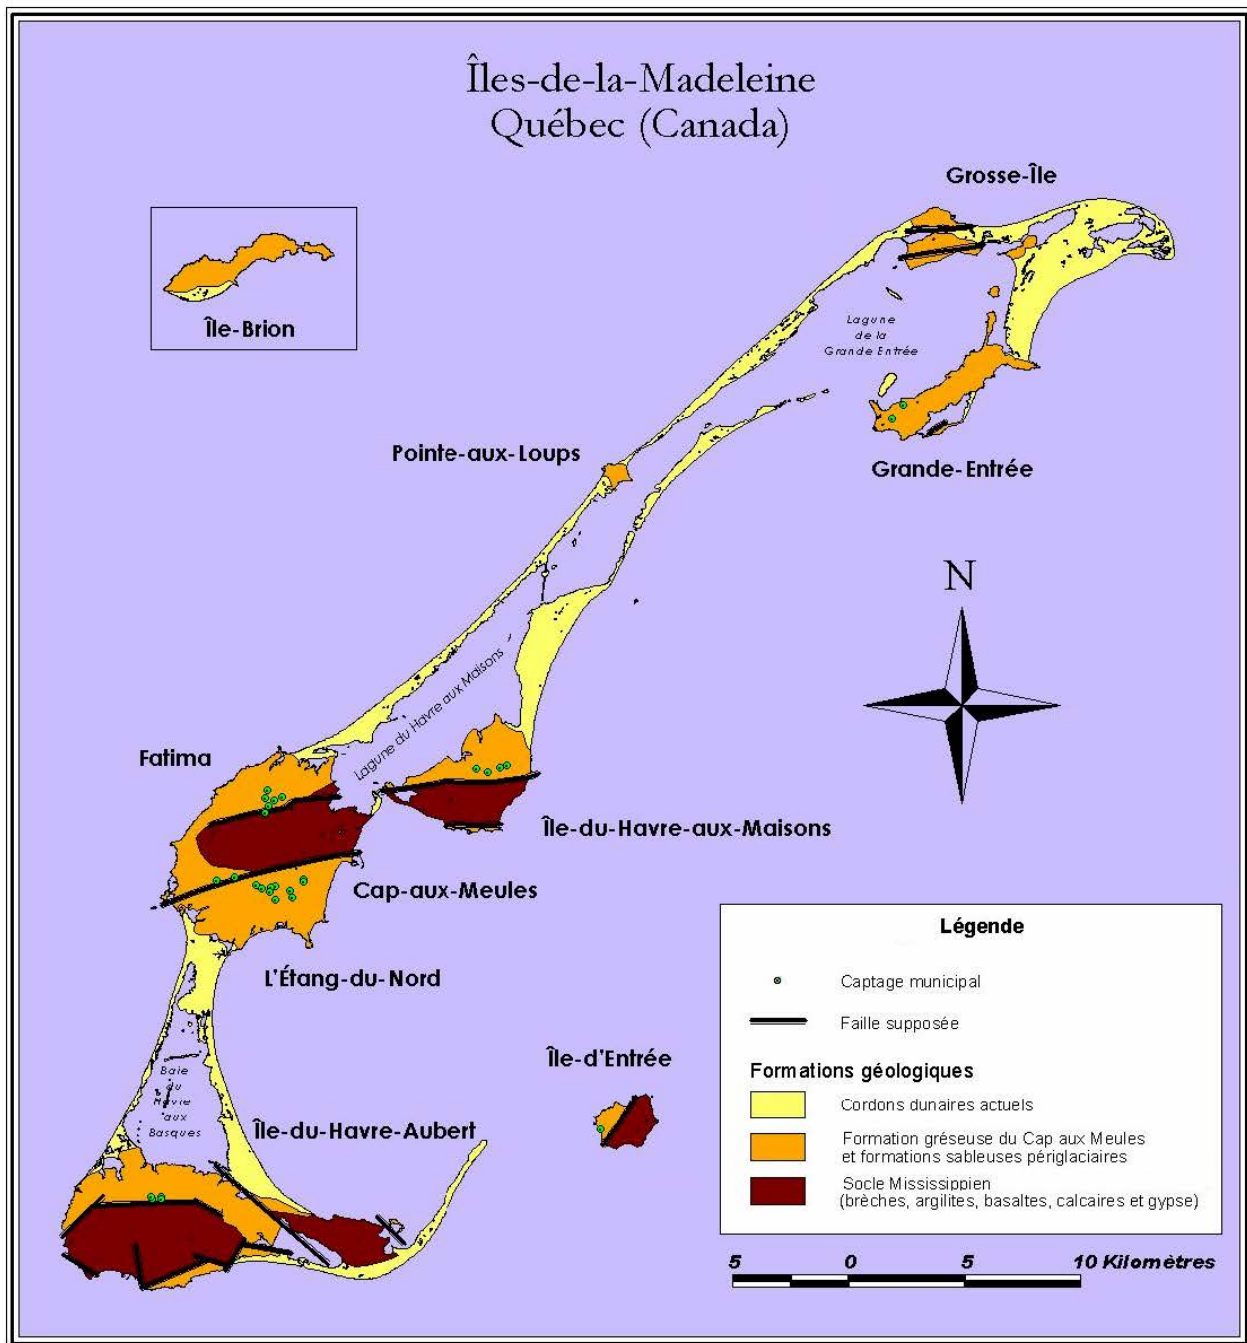 Îles-de-la-Madeleine
Québec (Canada)
Grosse-Île
Île-Brion
Lagune
de la
Grande Entrée
Pointe-aux-Loups
Grande-Entrée
N
Lagune du Havre aux Maisons
Fatima
Île-du-Havre-aux-Maisons
Cap-aux-Meules
L'Étang-du-Nord
Île-d'Entrée
Baie
du
Havre
aux
Basques
Île-du-Havre-Aubert
Légende
Captage municipal
Faille supposée
Formations géologiques
Cordons dunaires actuels
Formation gréseuse du Cap aux Meules
et formations sableuses périglaciaires
Socle Mississippien
(brèches, argilites, basaltes, calcaires et gypse)
5 0 5 10 Kilomètres